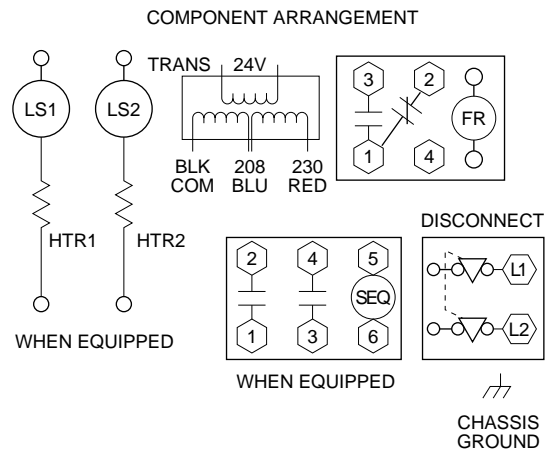 COMPONENT ARRANGEMENT
TRANS 24V
LS1 LS2
3 2
FR
1 4
BLK 208 230
COM BLU RED
HTR1 HTR2
DISCONNECT
2 4 5
L1
SEQ
1 3 6
L2
WHEN EQUIPPED
WHEN EQUIPPED
CHASSIS
GROUND